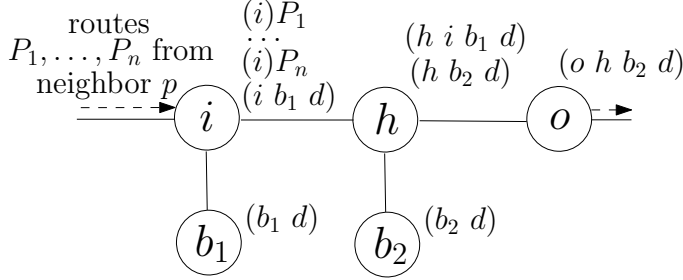 routes
P₁, . . . , Pₙ from
neighbor p
(i)P₁
. . .
(i)Pₙ
(i b₁ d)
(h i b₁ d)
(h b₂ d)
(o h b₂ d)
i
h
o
b₁
(b₁ d)
b₂
(b₂ d)